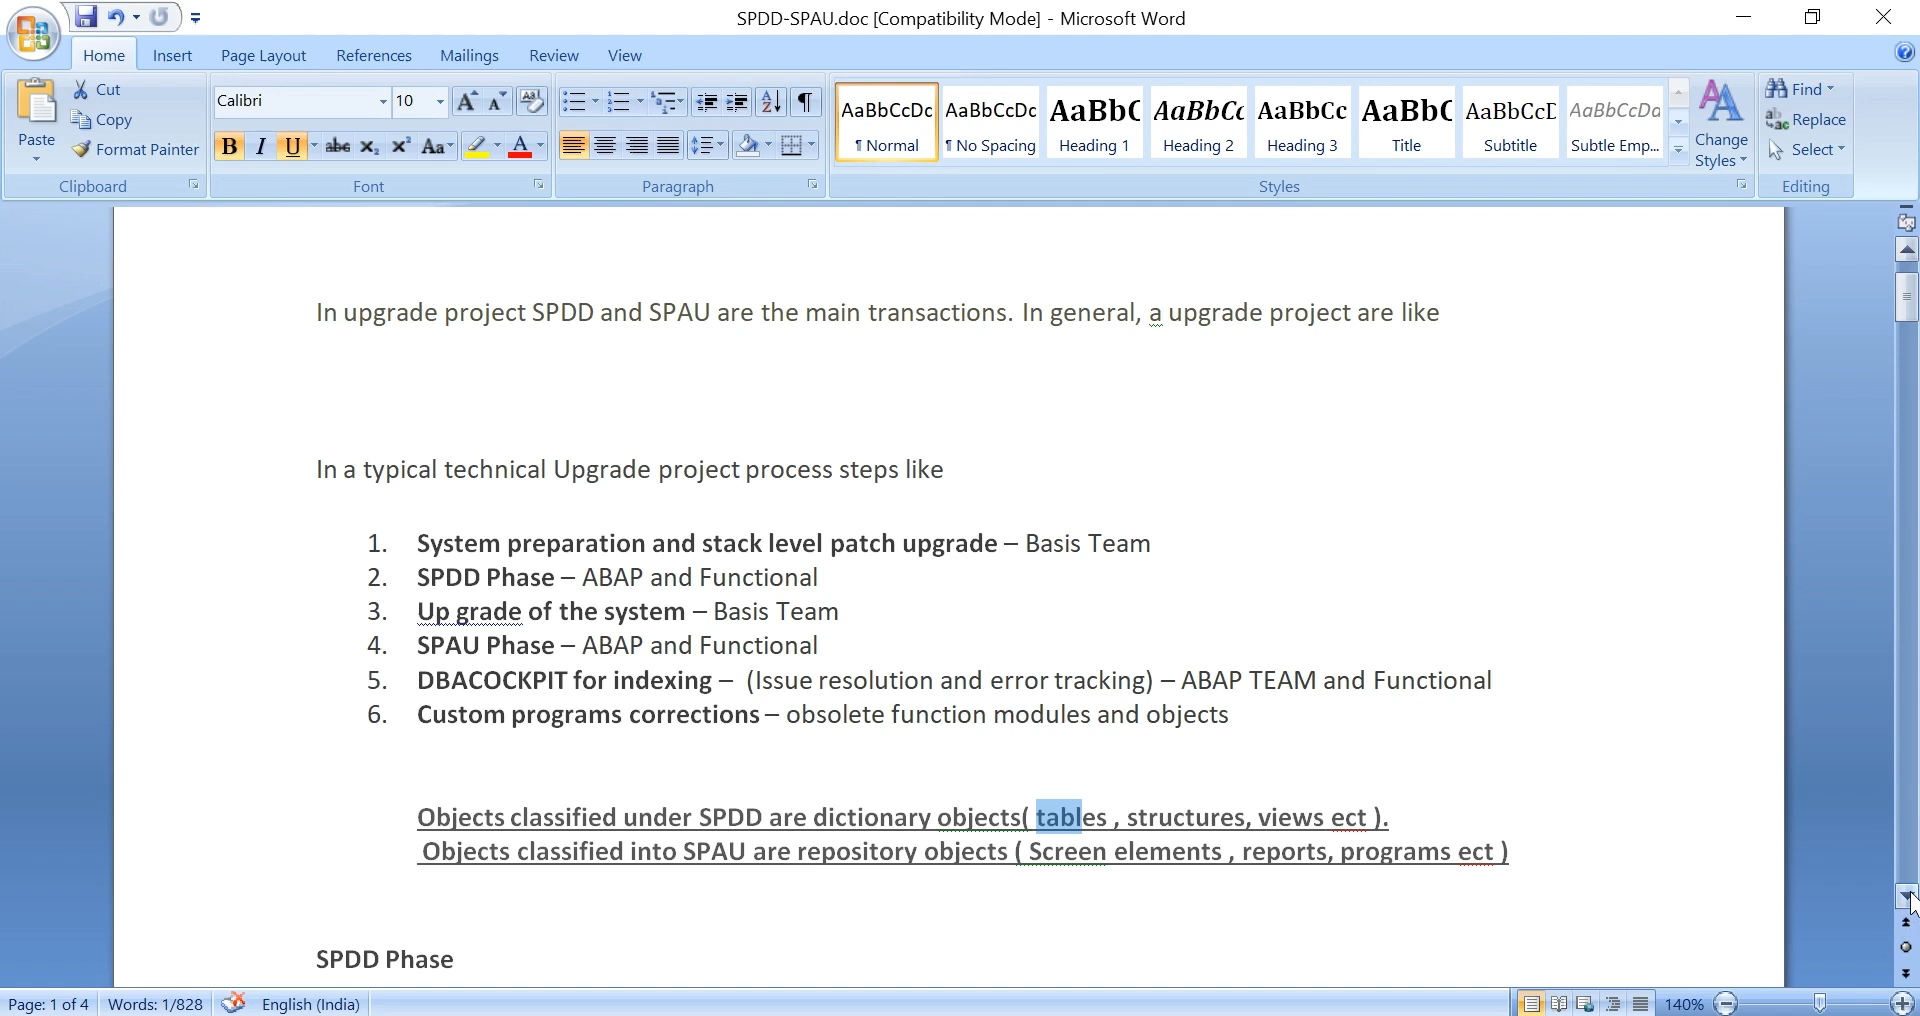 SPDD-SPAU.doc [Compatibility Mode] - Microsoft Word
Home Insert Page Layout References Mailings Review View
Paste
Cut
Copy
Format Painter
Clipboard
Calibri 10
Font
Paragraph
AaBbCcDc AaBbCcDc AaBbC AaBbCc AaBbCc AaBbC AaBbCcI AaBbCcDa
¶ Normal ¶ No Spacing Heading 1 Heading 2 Heading 3 Title Subtitle Subtle Emp...
Change Styles
Styles
Find
Replace
Select
Editing
In upgrade project SPDD and SPAU are the main transactions. In general, a upgrade project are like
In a typical technical Upgrade project process steps like
1. System preparation and stack level patch upgrade – Basis Team
2. SPDD Phase – ABAP and Functional
3. Up grade of the system – Basis Team
4. SPAU Phase – ABAP and Functional
5. DBACOCKPIT for indexing – (Issue resolution and error tracking) – ABAP TEAM and Functional
6. Custom programs corrections – obsolete function modules and objects
Objects classified under SPDD are dictionary objects( tables , structures, views ect ).
Objects classified into SPAU are repository objects ( Screen elements , reports, programs ect )
SPDD Phase
Page: 1 of 4 Words: 1/828 English (India) 140%